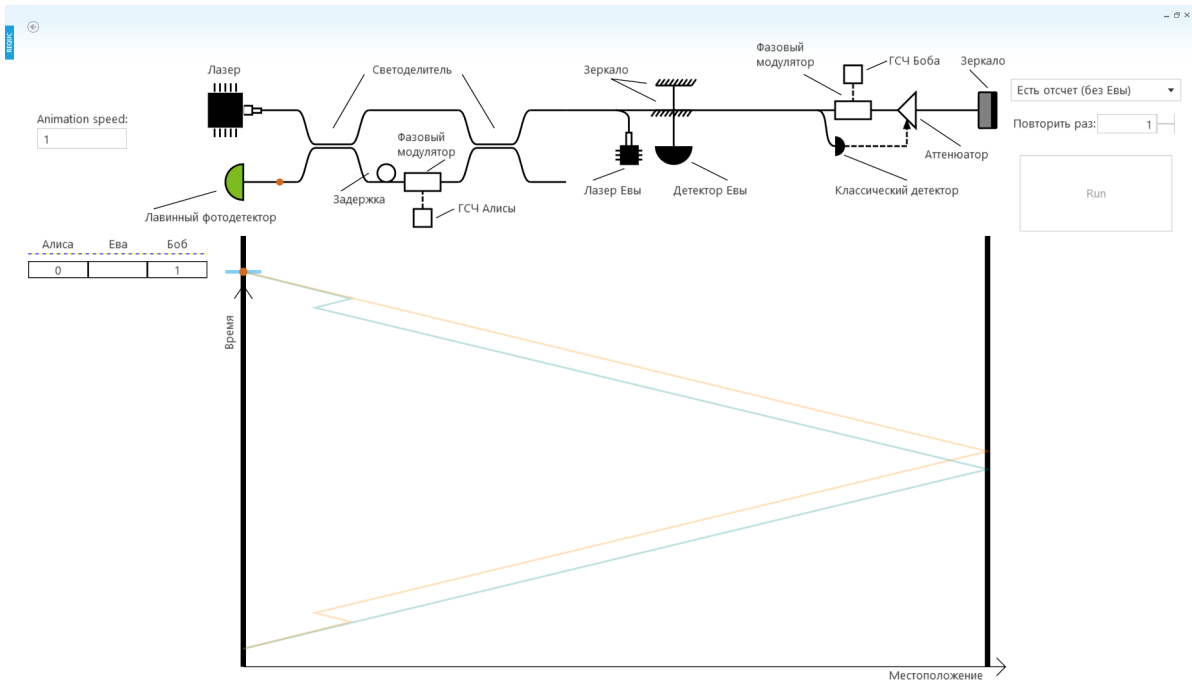 REQUC
Animation speed:
1
Лазер
Светоделитель
Зеркало
Фазовый
модулятор
ГСЧ Боба
Зеркало
Есть отсчет (без Евы)
Повторить раз:
1
Run
Фазовый
модулятор
Задержка
ГСЧ Алисы
Лавинный фотодетектор
Лазер Евы
Детектор Евы
Аттенюатор
Классический детектор
Алиса
Ева
Боб
0
1
Время
Местоположение